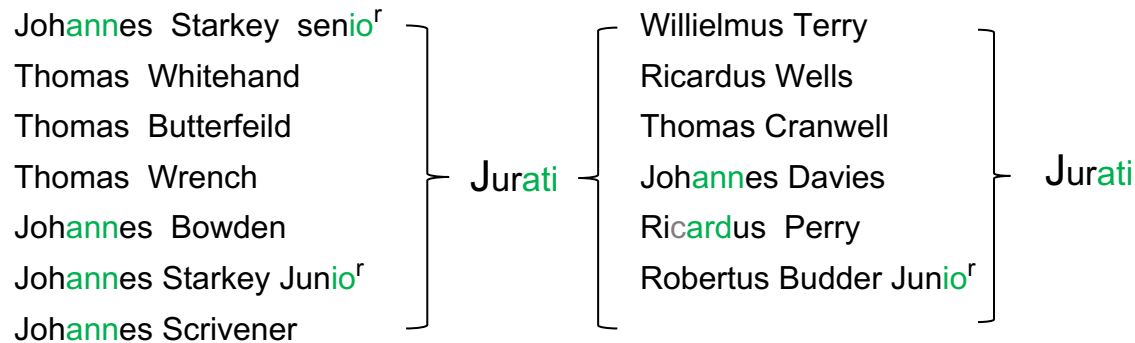 Johannes Starkey senior
Thomas Whitehand
Thomas Butterfeild
Thomas Wrench
Johannes Bowden
Johannes Starkey Junior
Johannes Scrivener
Jurati
Willielmus Terry
Ricardus Wells
Thomas Cranwell
Johannes Davies
Ricardus Perry
Robertus Budder Junior
Jurati